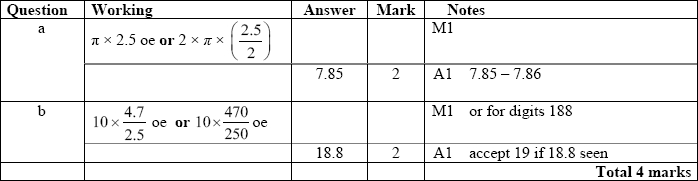 Question Working Answer Mark Notes
a π × 2.5 oe or 2 × π × (2.5/2) M1
7.85 2 A1 7.85 – 7.86
b 10 × 4.7/2.5 oe or 10 × 470/250 oe M1 or for digits 188
18.8 2 A1 accept 19 if 18.8 seen
Total 4 marks